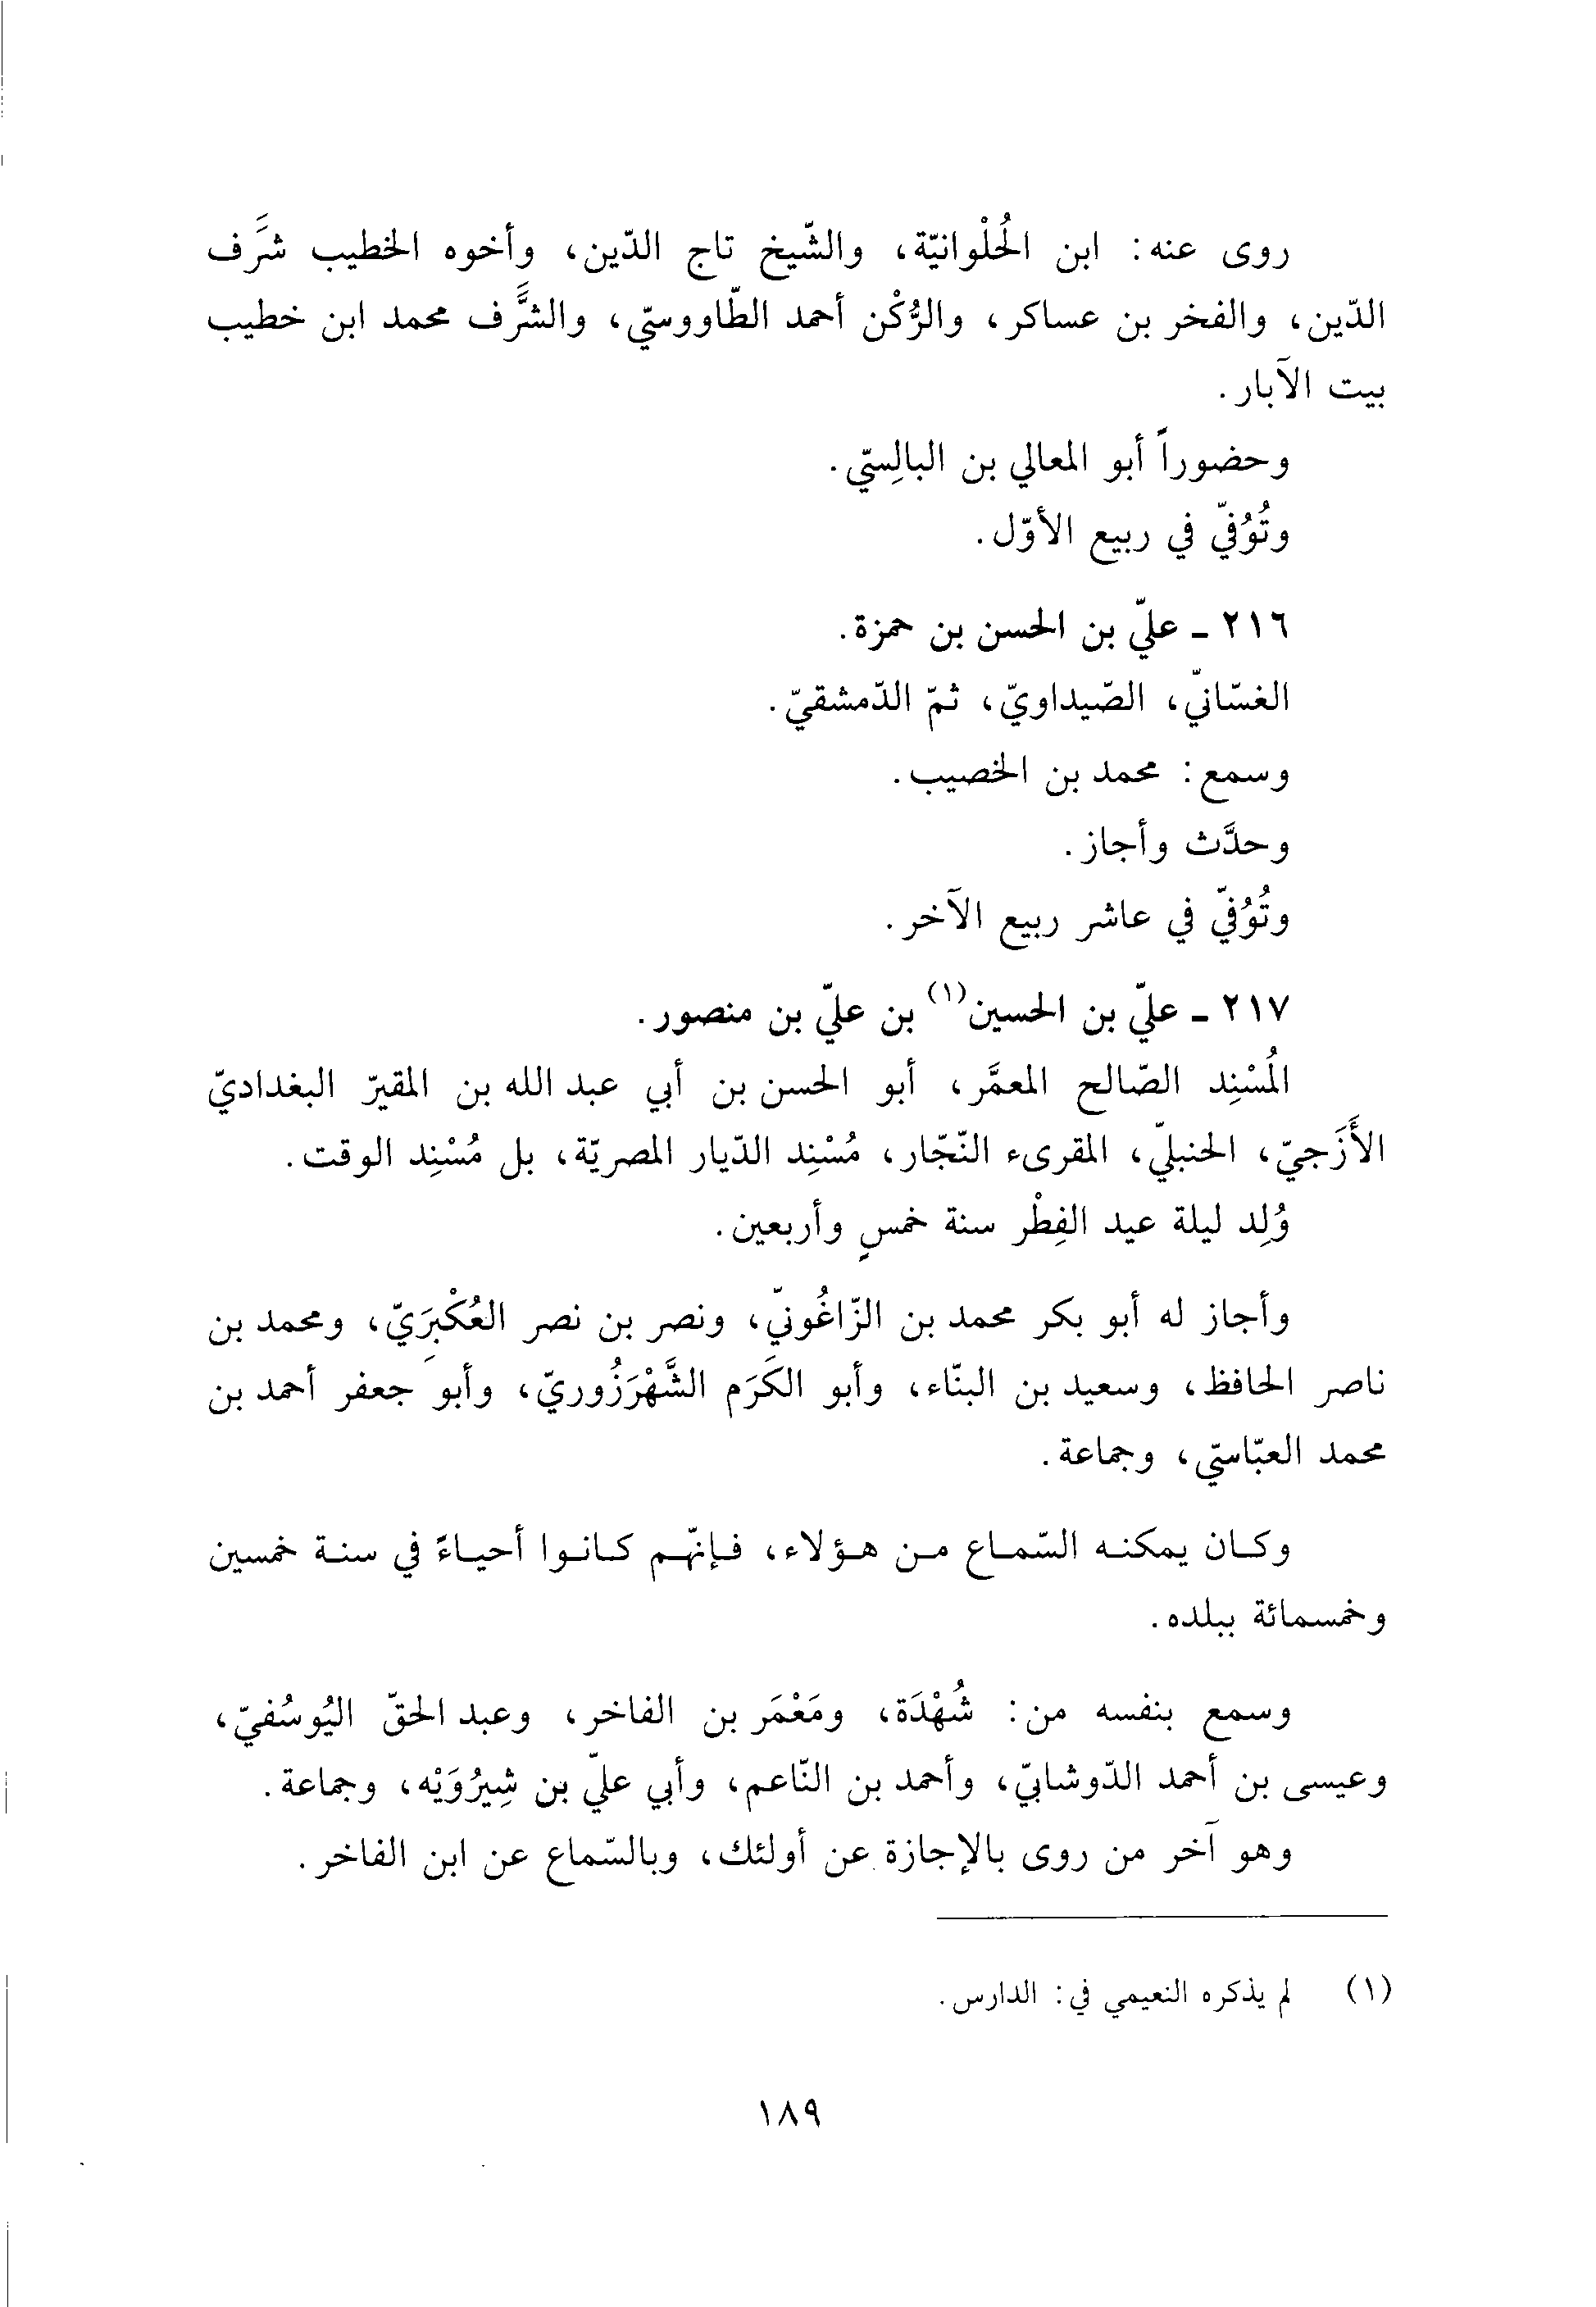 روى عنه: ابن الحُلْوانيّة، والشّيخ تاج الدّين، وأخوه الخطيب شَرَف
الدّين، والفخر بن عساكر، والرُّكْن أحمد الطّاووسيّ، والشَّرَف محمد ابن خطيب
بيت الآبار.
وحضوراً أبو المعالي بن البالِسيّ.
وتُوُفيّ في ربيع الأوّل.
٢١٦ - عليّ بن الحسن بن حمزة.
الغسّانيّ، الصّيداويّ، ثمّ الدّمشقيّ.
وسمع: محمد بن الخصيب.
وحدَّث وأجاز.
وتُوُفيّ في عاشر ربيع الآخر.
٢١٧ - عليّ بن الحسين(١) بن عليّ بن منصور.
المُسْنِد الصّالح المعمَّر، أبو الحسن بن أبي عبد الله بن المقيرّ البغداديّ
الأَزَجيّ، الحنبليّ، المقرىء النّجّار، مُسْنِد الدّيار المصريّة، بل مُسْنِد الوقت.
وُلِد ليلة عيد الفِطْر سنة خمسٍ وأربعين.
وأجاز له أبو بكر محمد بن الزّاغُونيّ، ونصر بن نصر العُكْبَرِيّ، ومحمد بن
ناصر الحافظ، وسعيد بن البنّاء، وأبو الكَرَم الشَّهْرَزُوريّ، وأبو جعفر أحمد بن
محمد العبّاسيّ، وجماعة.
وكان يمكنه السّماع من هؤلاء، فإنهّم كانوا أحياءً في سنة خمسين
وخمسمائة ببلده.
وسمع بنفسه من: شُهْدَة، ومَعْمَر بن الفاخر، وعبد الحقّ اليُوسُفيّ،
وعيسى بن أحمد الدّوشابيّ، وأحمد بن النّاعم، وأبي عليّ بن شِيرُوَيْه، وجماعة.
وهو آخر من روى بالإجازة عن أولئك، وبالسّماع عن ابن الفاخر.
(١) لم يذكره النعيمي في: الدارس.
١٨٩